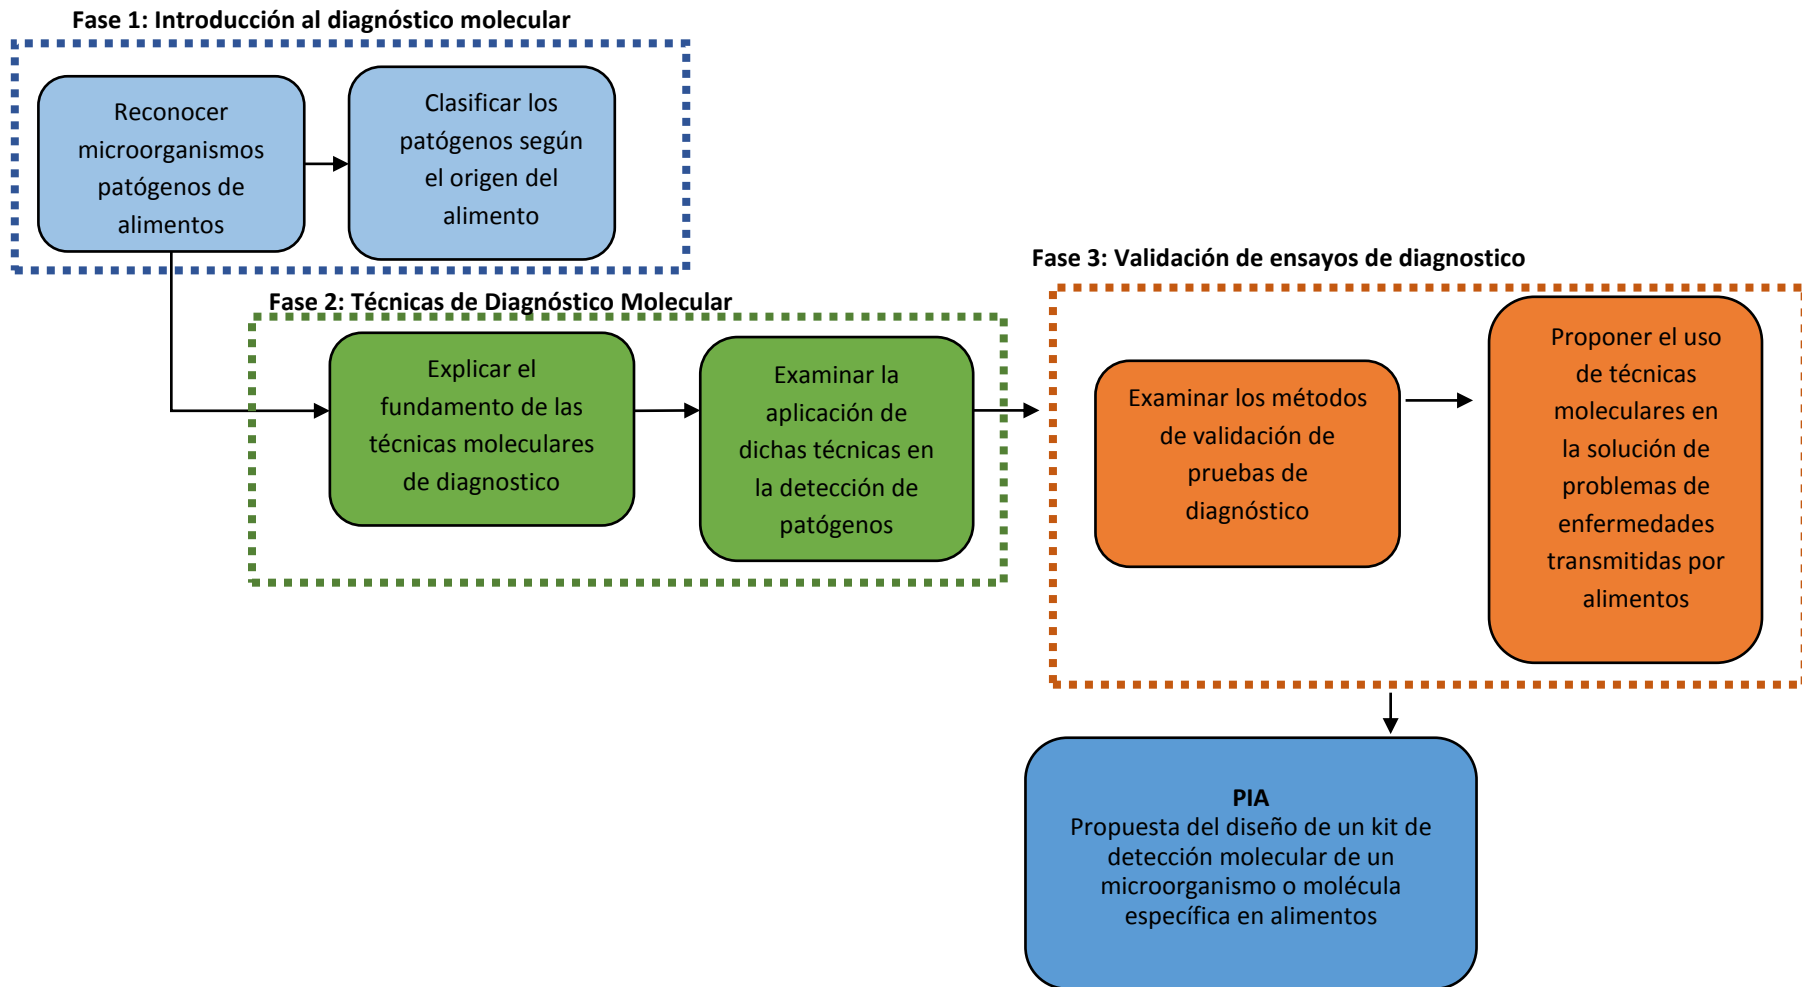 Fase 1: Introducción al diagnóstico molecular
Reconocer
microorganismos
patógenos de
alimentos
Clasificar los
patógenos según
el origen del
alimento
Fase 2: Técnicas de Diagnóstico Molecular
Explicar el
fundamento de las
técnicas moleculares
de diagnostico
Examinar la
aplicación de
dichas técnicas en
la detección de
patógenos
Fase 3: Validación de ensayos de diagnostico
Examinar los métodos
de validación de
pruebas de
diagnóstico
Proponer el uso
de técnicas
moleculares en
la solución de
problemas de
enfermedades
transmitidas por
alimentos
PIA
Propuesta del diseño de un kit de
detección molecular de un
microorganismo o molécula
específica en alimentos